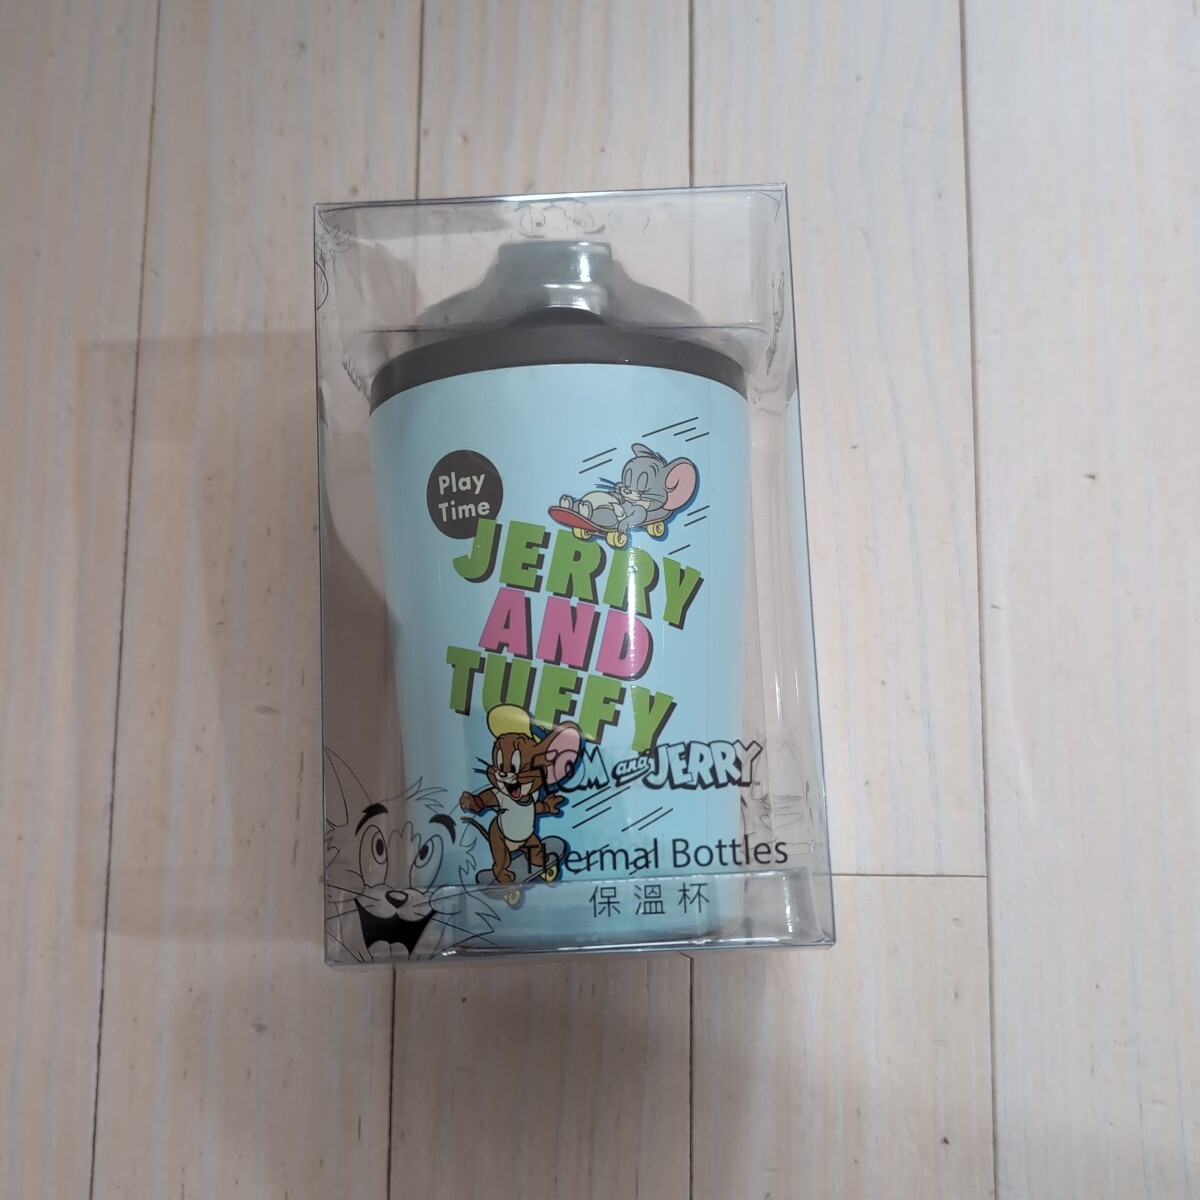 Play
Time
JERRY
AND
TUFFY
TOM and JERRY
Thermal Bottles
保溫杯